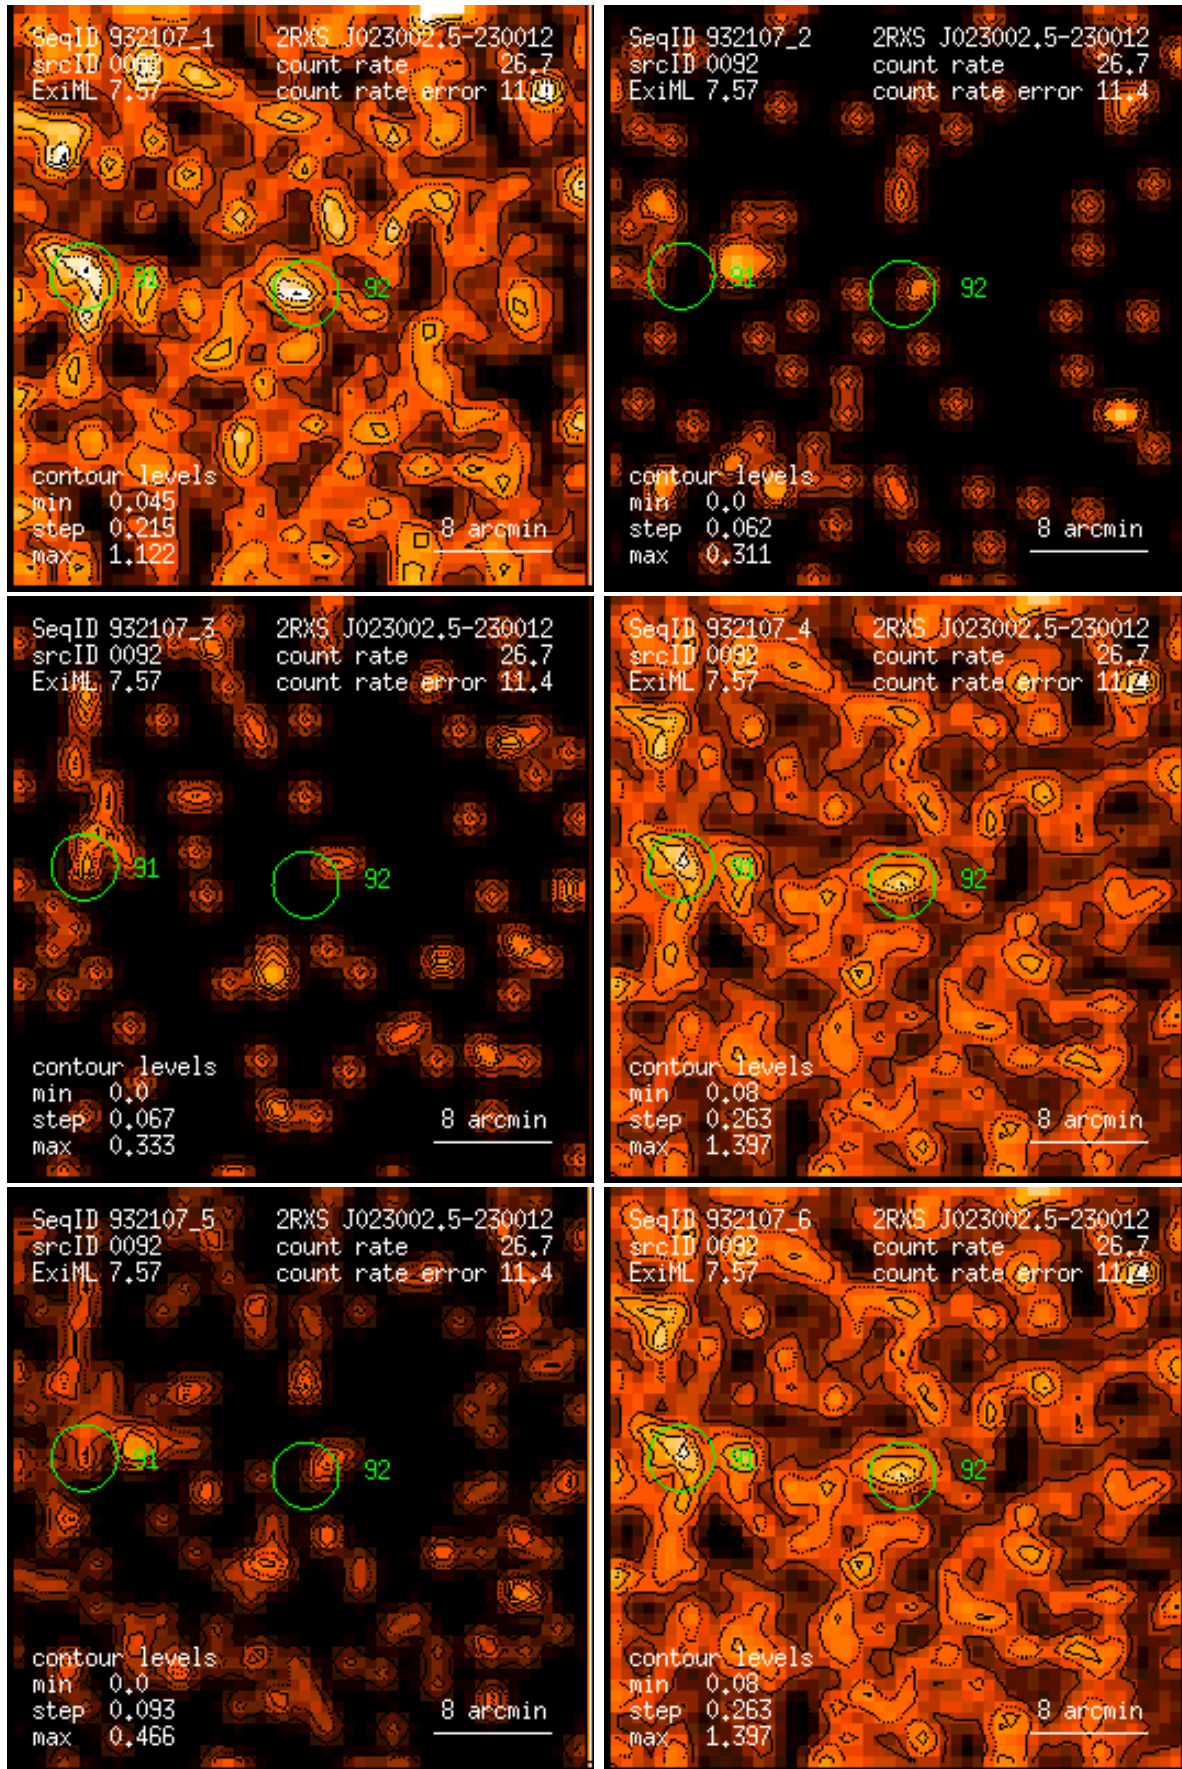 SeqID 932107_1 2RXS J023002.5-230012
srcID 0092 count rate 26.7
ExiML 7.57 count rate error 11.4
91
92
contour levels
min 0.045
step 0.215 8 arcmin
max 1.122
SeqID 932107_2 2RXS J023002.5-230012
srcID 0092 count rate 26.7
ExiML 7.57 count rate error 11.4
91
92
contour levels
min 0.0
step 0.062 8 arcmin
max 0.311
SeqID 932107_3 2RXS J023002.5-230012
srcID 0092 count rate 26.7
ExiML 7.57 count rate error 11.4
91
92
contour levels
min 0.0
step 0.067 8 arcmin
max 0.333
SeqID 932107_4 2RXS J023002.5-230012
srcID 0092 count rate 26.7
ExiML 7.57 count rate error 11.4
91
92
contour levels
min 0.08
step 0.263 8 arcmin
max 1.397
SeqID 932107_5 2RXS J023002.5-230012
srcID 0092 count rate 26.7
ExiML 7.57 count rate error 11.4
91
92
contour levels
min 0.0
step 0.093 8 arcmin
max 0.466
SeqID 932107_6 2RXS J023002.5-230012
srcID 0092 count rate 26.7
ExiML 7.57 count rate error 11.4
91
92
contour levels
min 0.08
step 0.263 8 arcmin
max 1.397